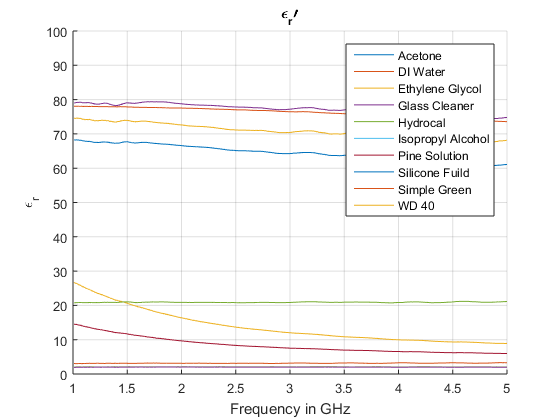 ϵr′
100
90
80
70
60
50
40
30
20
10
0
ϵr
1
1.5
2
2.5
3
3.5
4
4.5
5
Frequency in GHz
Acetone
DI Water
Ethylene Glycol
Glass Cleaner
Hydrocal
Isopropyl Alcohol
Pine Solution
Silicone Fuild
Simple Green
WD 40